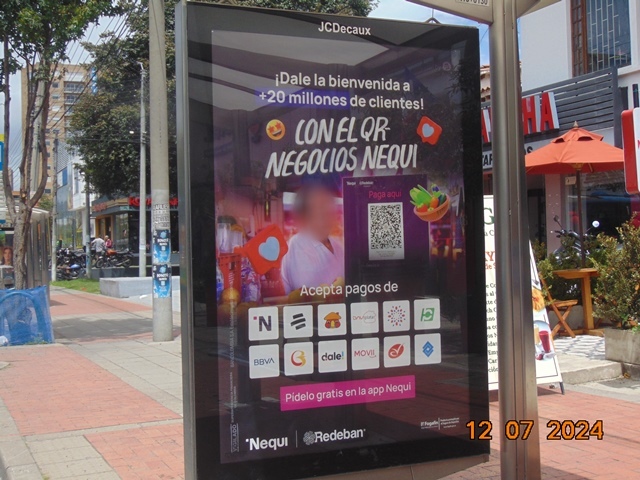 JCDecaux
¡Dale la bienvenida a
+20 millones de clientes!
CON EL QR-
NEGOCIOS NEQUI
Paga aquí
Acepta pagos de
N
BBVA
dale!
MOVII
Pídelo gratis en la app Nequi
Nequi
Redeban
12 07 2024